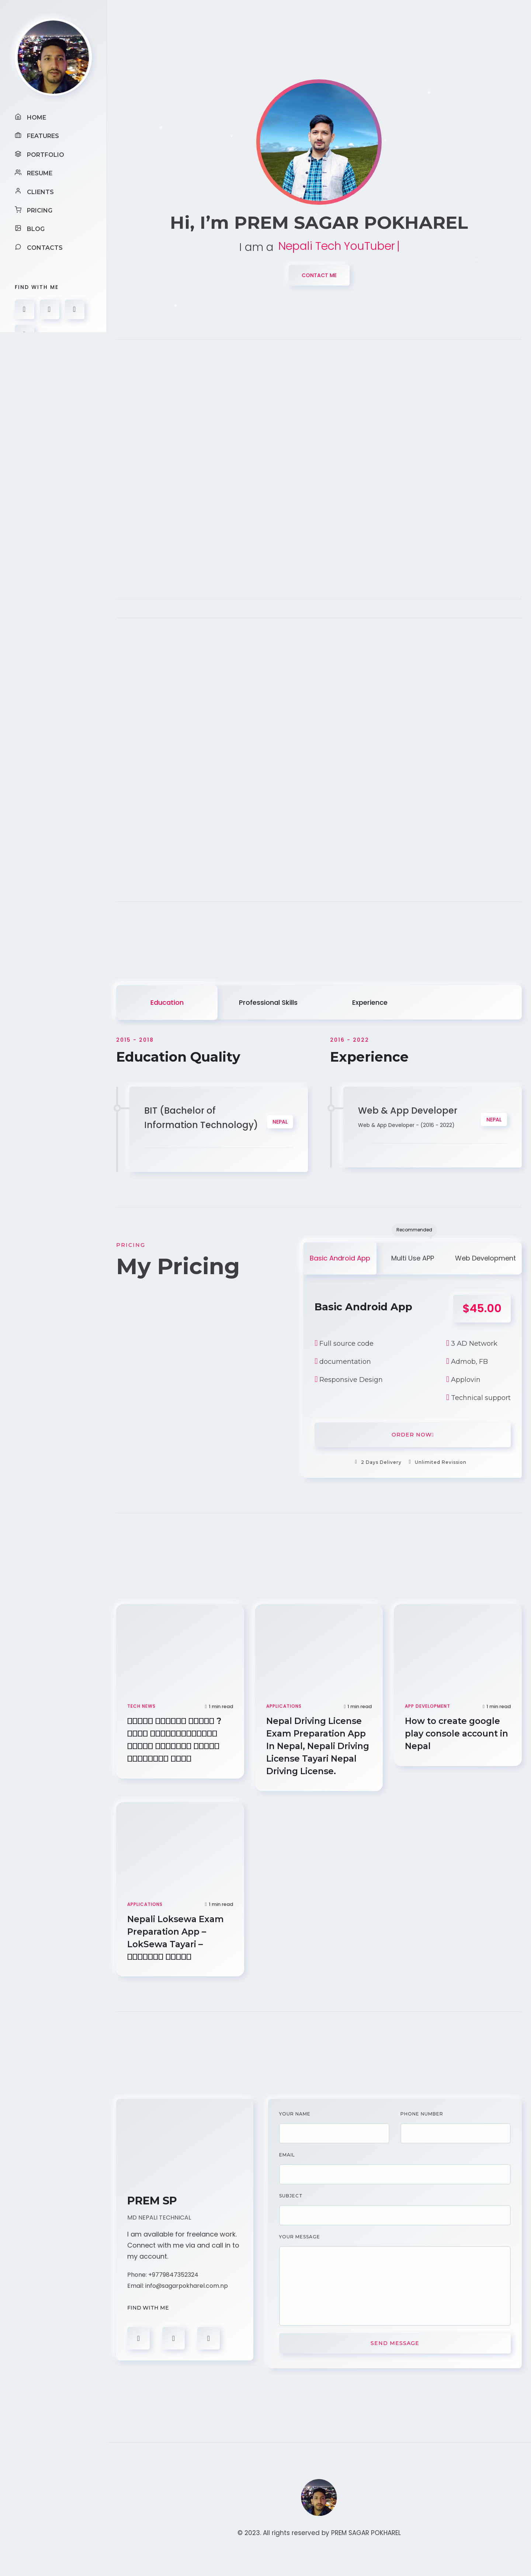 HOME
FEATURES
PORTFOLIO
RESUME
CLIENTS
PRICING
BLOG
CONTACTS
FIND WITH ME
Hi, I’m PREM SAGAR POKHAREL
I am a Nepali Tech YouTuber
CONTACT ME
Education
Professional Skills
Experience
2015 - 2018
Education Quality
BIT (Bachelor of
Information Technology)
NEPAL
2016 - 2022
Experience
Web & App Developer
Web & App Developer - (2016 - 2022)
NEPAL
PRICING
My Pricing
Recommended
Basic Android App
Multi Use APP
Web Development
Basic Android App
$45.00
Full source code
documentation
Responsive Design
3 AD Network
Admob, FB
Applovin
Technical support
ORDER NOW
2 Days Delivery
Unlimited Revission
TECH NEWS
1 min read
?
APPLICATIONS
1 min read
Nepal Driving License
Exam Preparation App
In Nepal, Nepali Driving
License Tayari Nepal
Driving License.
APP DEVELOPMENT
1 min read
How to create google
play console account in
Nepal
APPLICATIONS
1 min read
Nepali Loksewa Exam
Preparation App –
LokSewa Tayari –
PREM SP
MD NEPALI TECHNICAL
I am available for freelance work.
Connect with me via and call in to
my account.
Phone: +9779847352324
Email: info@sagarpokharel.com.np
FIND WITH ME
YOUR NAME
PHONE NUMBER
EMAIL
SUBJECT
YOUR MESSAGE
SEND MESSAGE
© 2023. All rights reserved by PREM SAGAR POKHAREL